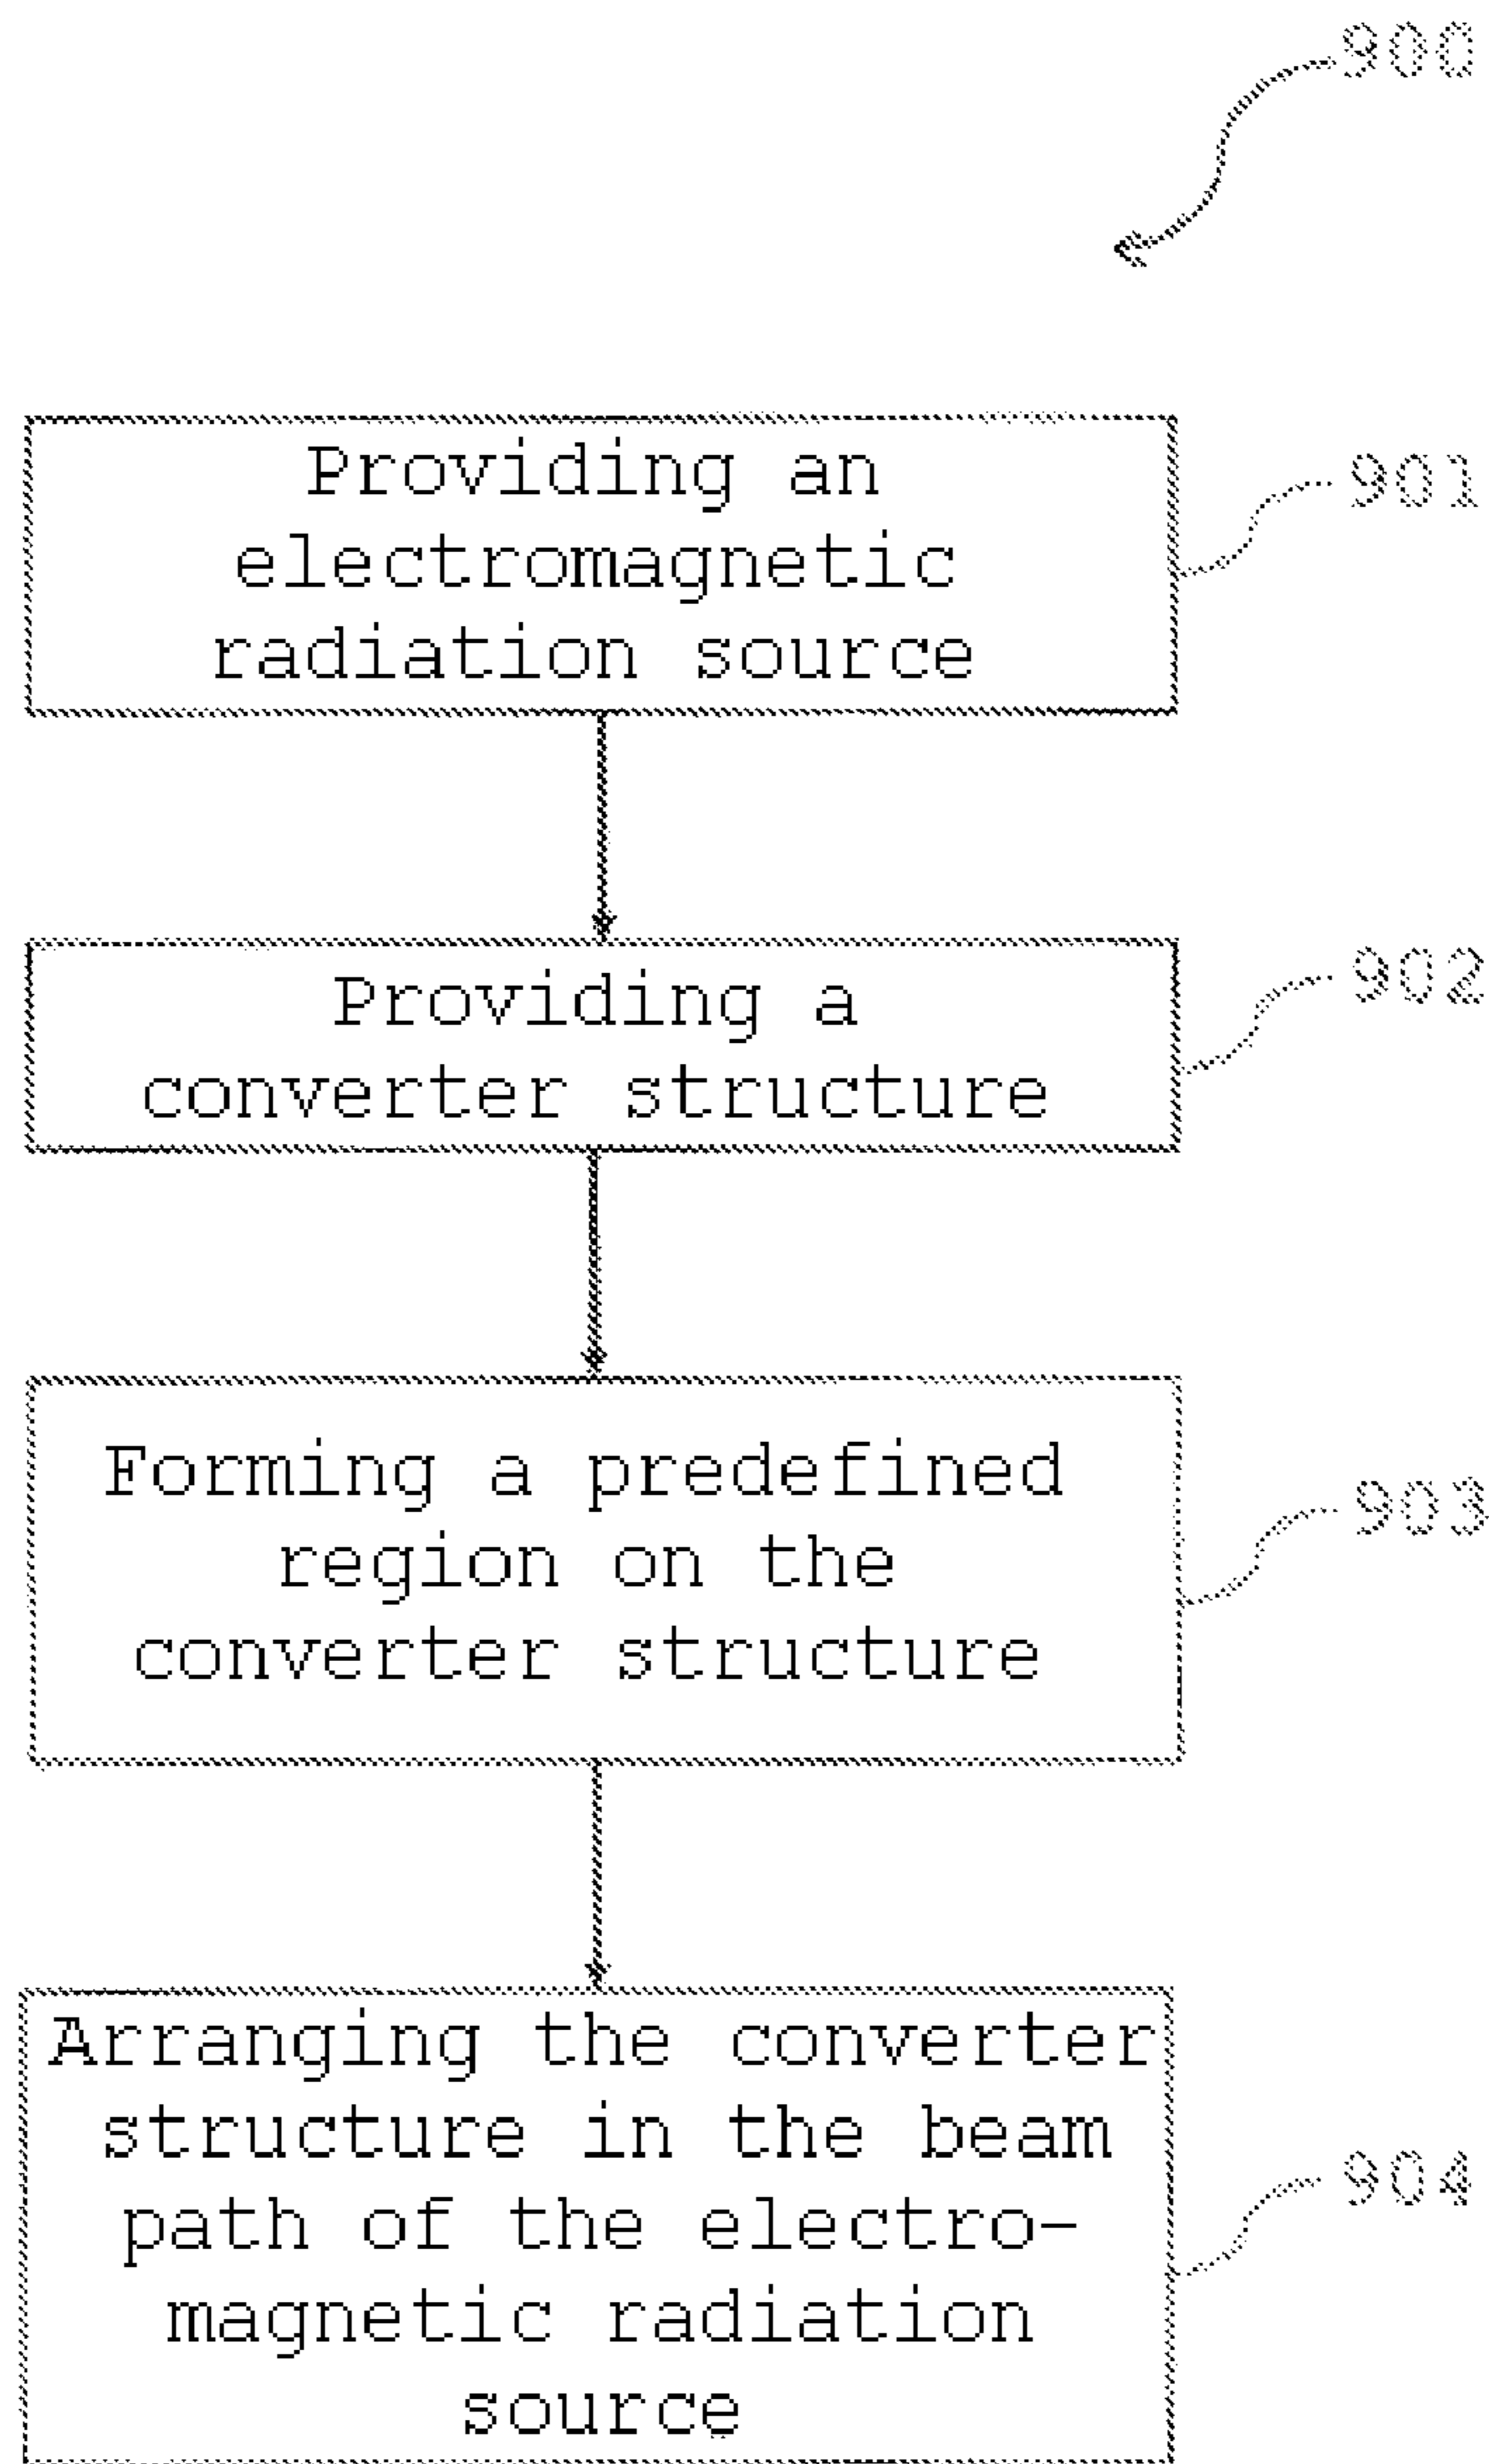 900
Providing an
electromagnetic
radiation source
901
Providing a
converter structure
902
Forming a predefined
region on the
converter structure
903
Arranging the converter
structure in the beam
path of the electro-
magnetic radiation
source
904